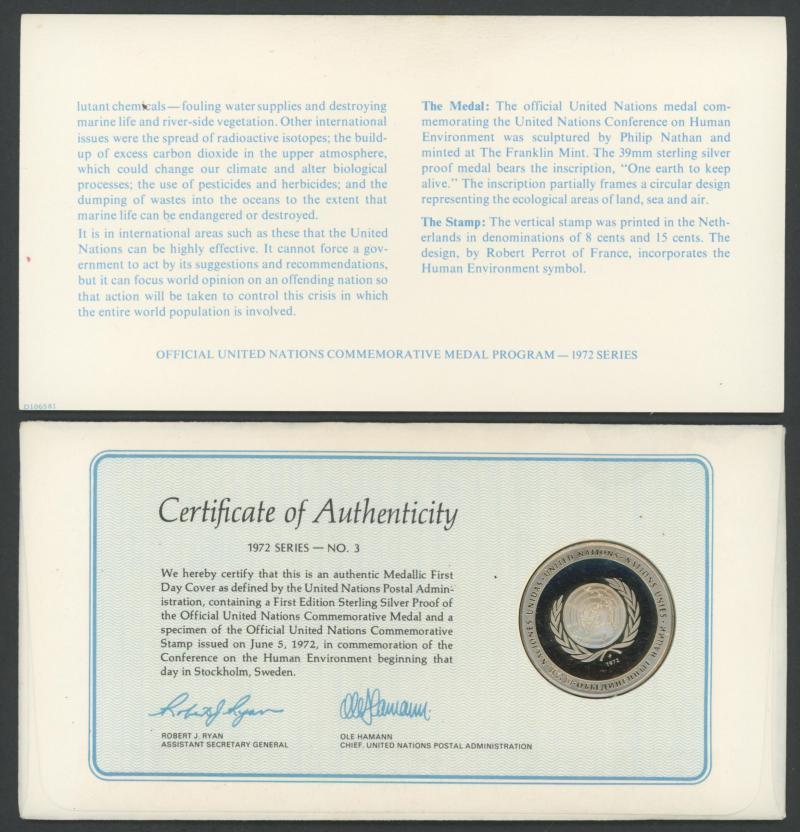 lutant chemicals—fouling water supplies and destroying
marine life and river-side vegetation. Other international
issues were the spread of radioactive isotopes; the build-
up of excess carbon dioxide in the upper atmosphere,
which could change our climate and alter biological
processes; the use of pesticides and herbicides; and the
dumping of wastes into the oceans to the extent that
marine life can be endangered or destroyed.
It is in international areas such as these that the United
Nations can be highly effective. It cannot force a gov-
ernment to act by its suggestions and recommendations,
but it can focus world opinion on an offending nation so
that action will be taken to control this crisis in which
the entire world population is involved.
The Medal: The official United Nations medal com-
memorating the United Nations Conference on Human
Environment was sculptured by Philip Nathan and
minted at The Franklin Mint. The 39mm sterling silver
proof medal bears the inscription, "One earth to keep
alive." The inscription partially frames a circular design
representing the ecological areas of land, sea and air.
The Stamp: The vertical stamp was printed in the Neth-
erlands in denominations of 8 cents and 15 cents. The
design, by Robert Perrot of France, incorporates the
Human Environment symbol.
OFFICIAL UNITED NATIONS COMMEMORATIVE MEDAL PROGRAM — 1972 SERIES
D106581
Certificate of Authenticity
1972 SERIES — NO. 3
We hereby certify that this is an authentic Medallic First
Day Cover as defined by the United Nations Postal Admin-
istration, containing a First Edition Sterling Silver Proof of
the Official United Nations Commemorative Medal and a
specimen of the Official United Nations Commemorative
Stamp issued on June 5, 1972, in commemoration of the
Conference on the Human Environment beginning that
day in Stockholm, Sweden.
Robert J. Ryan
Ole Hamann
ROBERT J. RYAN
ASSISTANT SECRETARY GENERAL
OLE HAMANN
CHIEF, UNITED NATIONS POSTAL ADMINISTRATION
UNITED NATIONS · NATIONS UNIES ·
ОБЪЕДИНЕННЫЕ НАЦИИ
NACIONES UNIDAS
1972